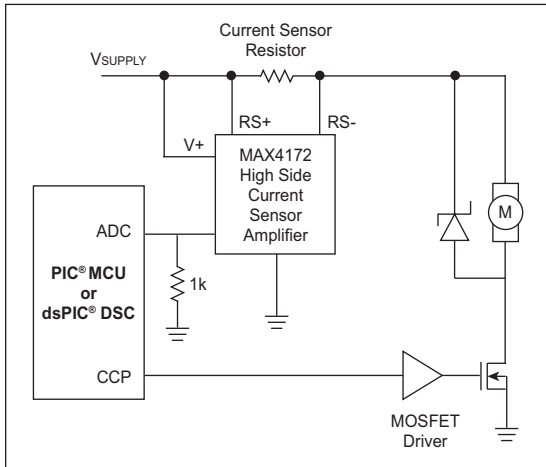 Current Sensor
Resistor
VSUPPLY
RS+
RS-
V+
MAX4172
High Side
Current
Sensor
Amplifier
M
ADC
PIC® MCU
or
dsPIC® DSC
1k
CCP
MOSFET
Driver